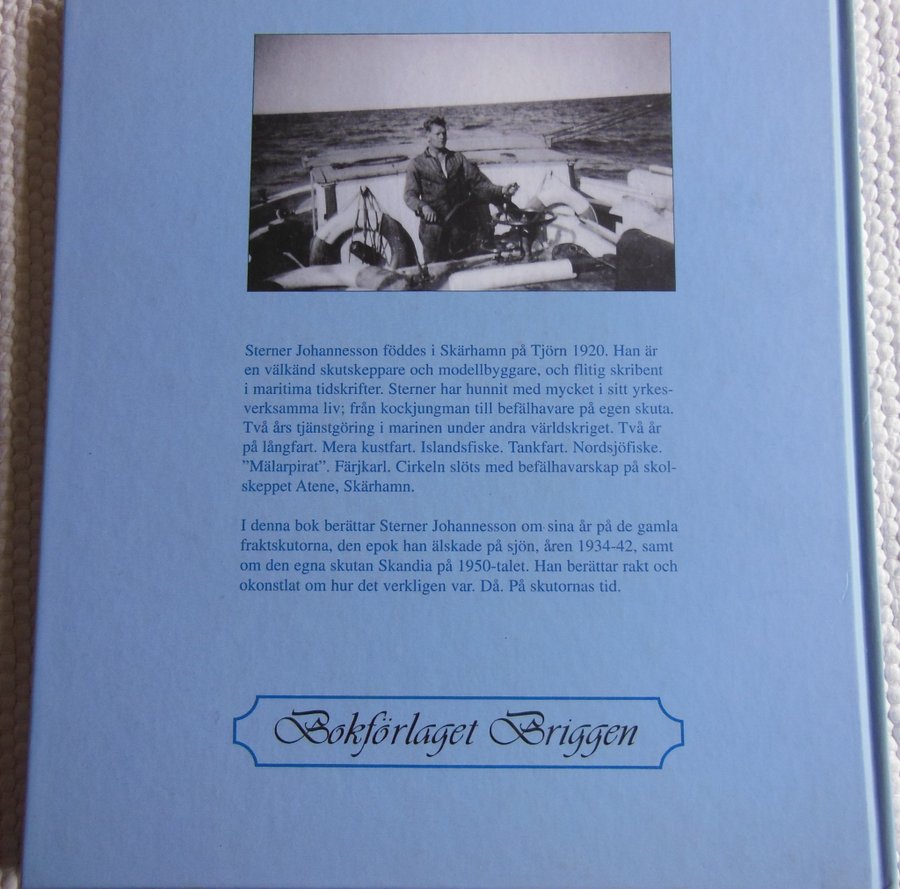 Sterner Johannesson föddes i Skärhamn på Tjörn 1920. Han är
en välkänd skutskeppare och modellbyggare, och flitig skribent
i maritima tidskrifter. Sterner har hunnit med mycket i sitt yrkes-
verksamma liv; från kockjungman till befälhavare på egen skuta.
Två års tjänstgöring i marinen under andra världskriget. Två år
på långfart. Mera kustfart. Islandsfiske. Tankfart. Nordsjöfiske.
”Mälarpirat”. Färjkarl. Cirkeln slöts med befälhavarskap på skol-
skeppet Atene, Skärhamn.
I denna bok berättar Sterner Johannesson om sina år på de gamla
fraktskutorna, den epok han älskade på sjön, åren 1934-42, samt
om den egna skutan Skandia på 1950-talet. Han berättar rakt och
okonstlat om hur det verkligen var. Då. På skutornas tid.
Bokförlaget Briggen